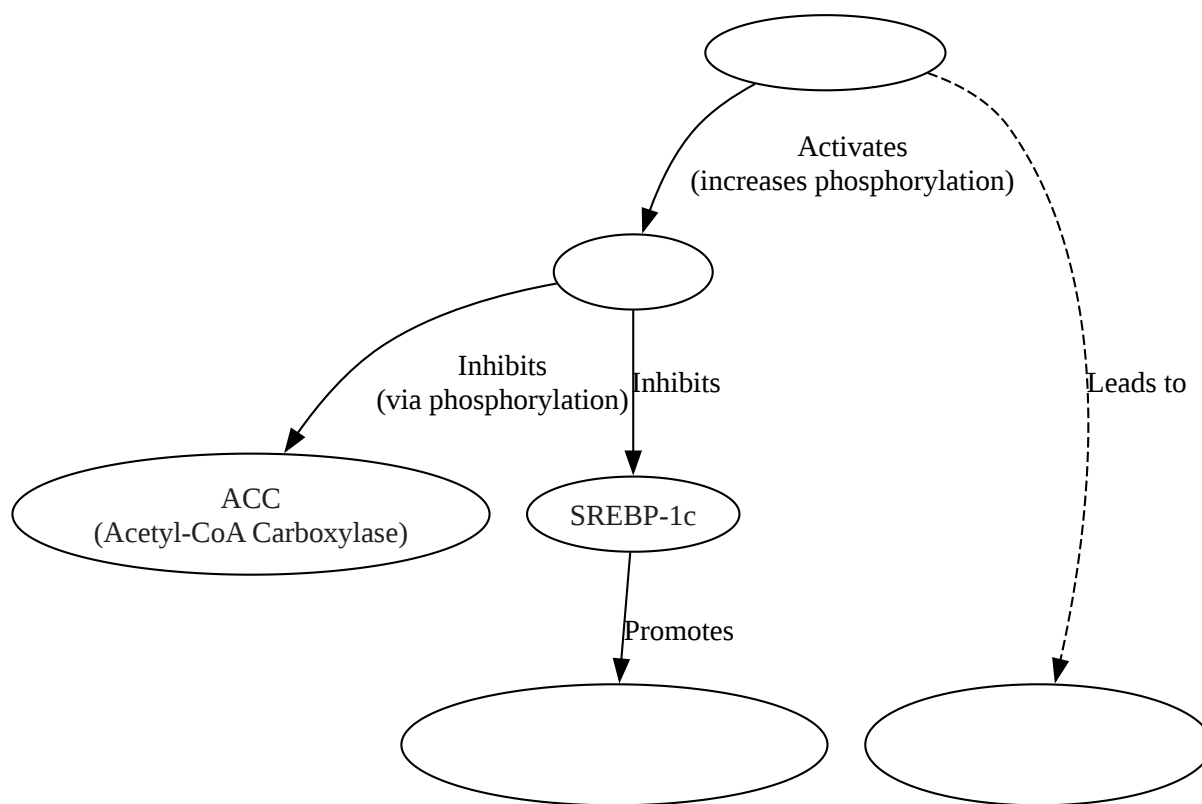 Activates
(increases phosphorylation)
Inhibits
(via phosphorylation)
Inhibits
Leads to
ACC
(Acetyl-CoA Carboxylase)
SREBP-1c
Promotes